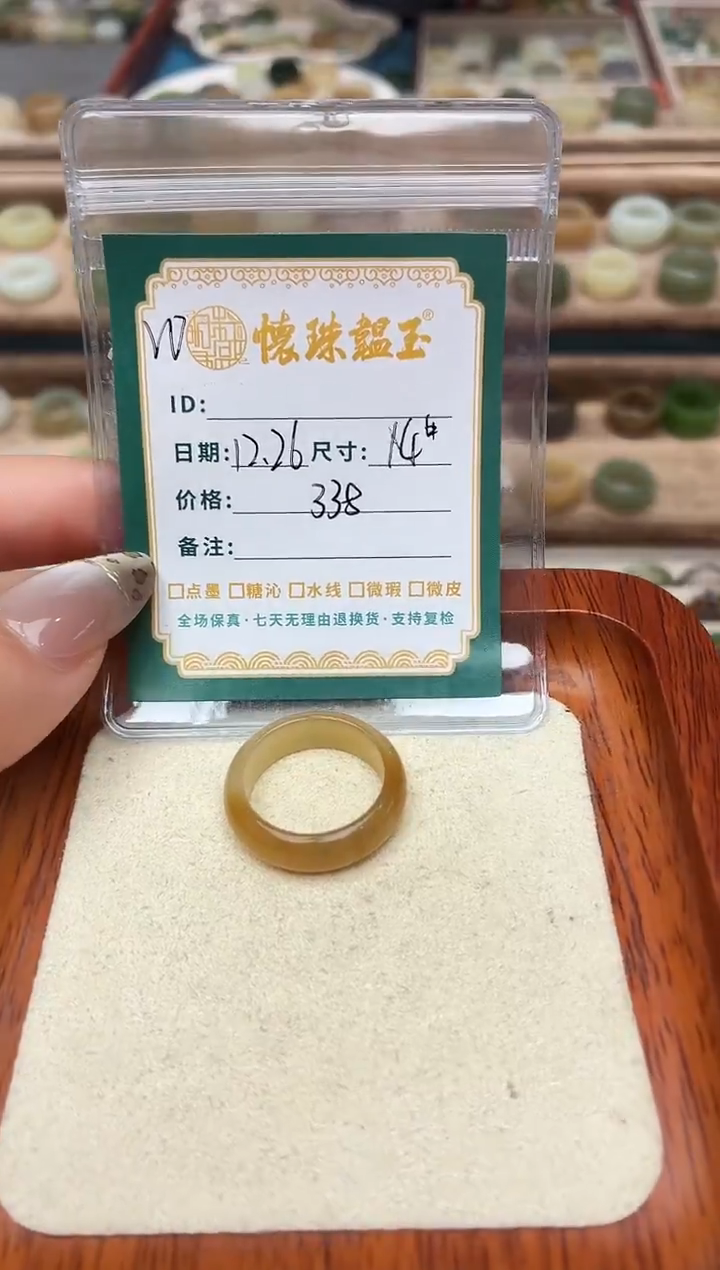 W 懐珠韞玉®
ID:
日期:12.26 尺寸:14#
价格:338
备注:
□点墨 □糖沁 □水线 □微瑕 □微皮
全场保真·七天无理由退换货·支持复检